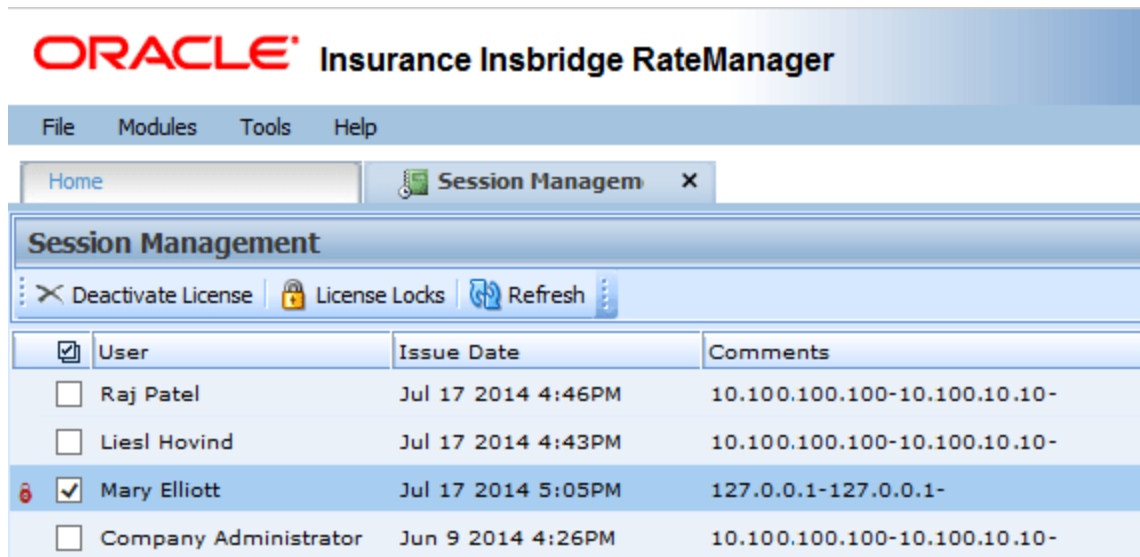 ORACLE Insurance Insbridge RateManager
File Modules Tools Help
Home Session Managem
Session Management
Deactivate License License Locks Refresh
User Issue Date Comments
Raj Patel Jul 17 2014 4:46PM 10.100.100.100-10.100.10.10-
Liesl Hovind Jul 17 2014 4:43PM 10.100.100.100-10.100.10.10-
Mary Elliott Jul 17 2014 5:05PM 127.0.0.1-127.0.0.1-
Company Administrator Jun 9 2014 4:26PM 10.100.100.100-10.100.10.10-